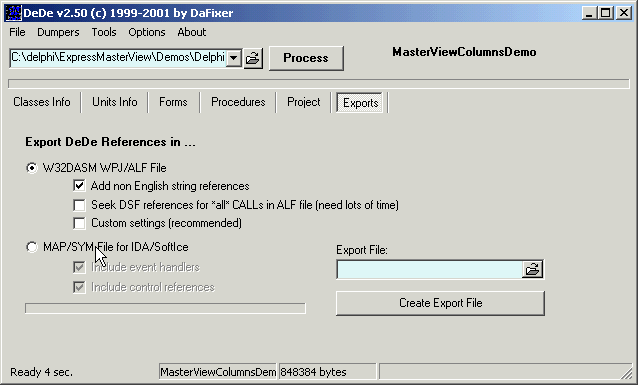 DeDe v2.50 (c) 1999-2001 by DaFixer
File Dumpers Tools Options About
C:\delphi\ExpressMasterView\Demos\Delphi
Process
MasterViewColumnsDemo
Classes Info Units Info Forms Procedures Project Exports
Export DeDe References in ...
W32DASM WPJ/ALF File
Add non English string references
Seek DSF references for *all* CALLs in ALF file (need lots of time)
Custom settings (recommended)
MAP/SYM File for IDA/SoftIce
Include event handlers
Include control references
Export File:
Create Export File
Ready 4 sec. MasterViewColumnsDem 848384 bytes